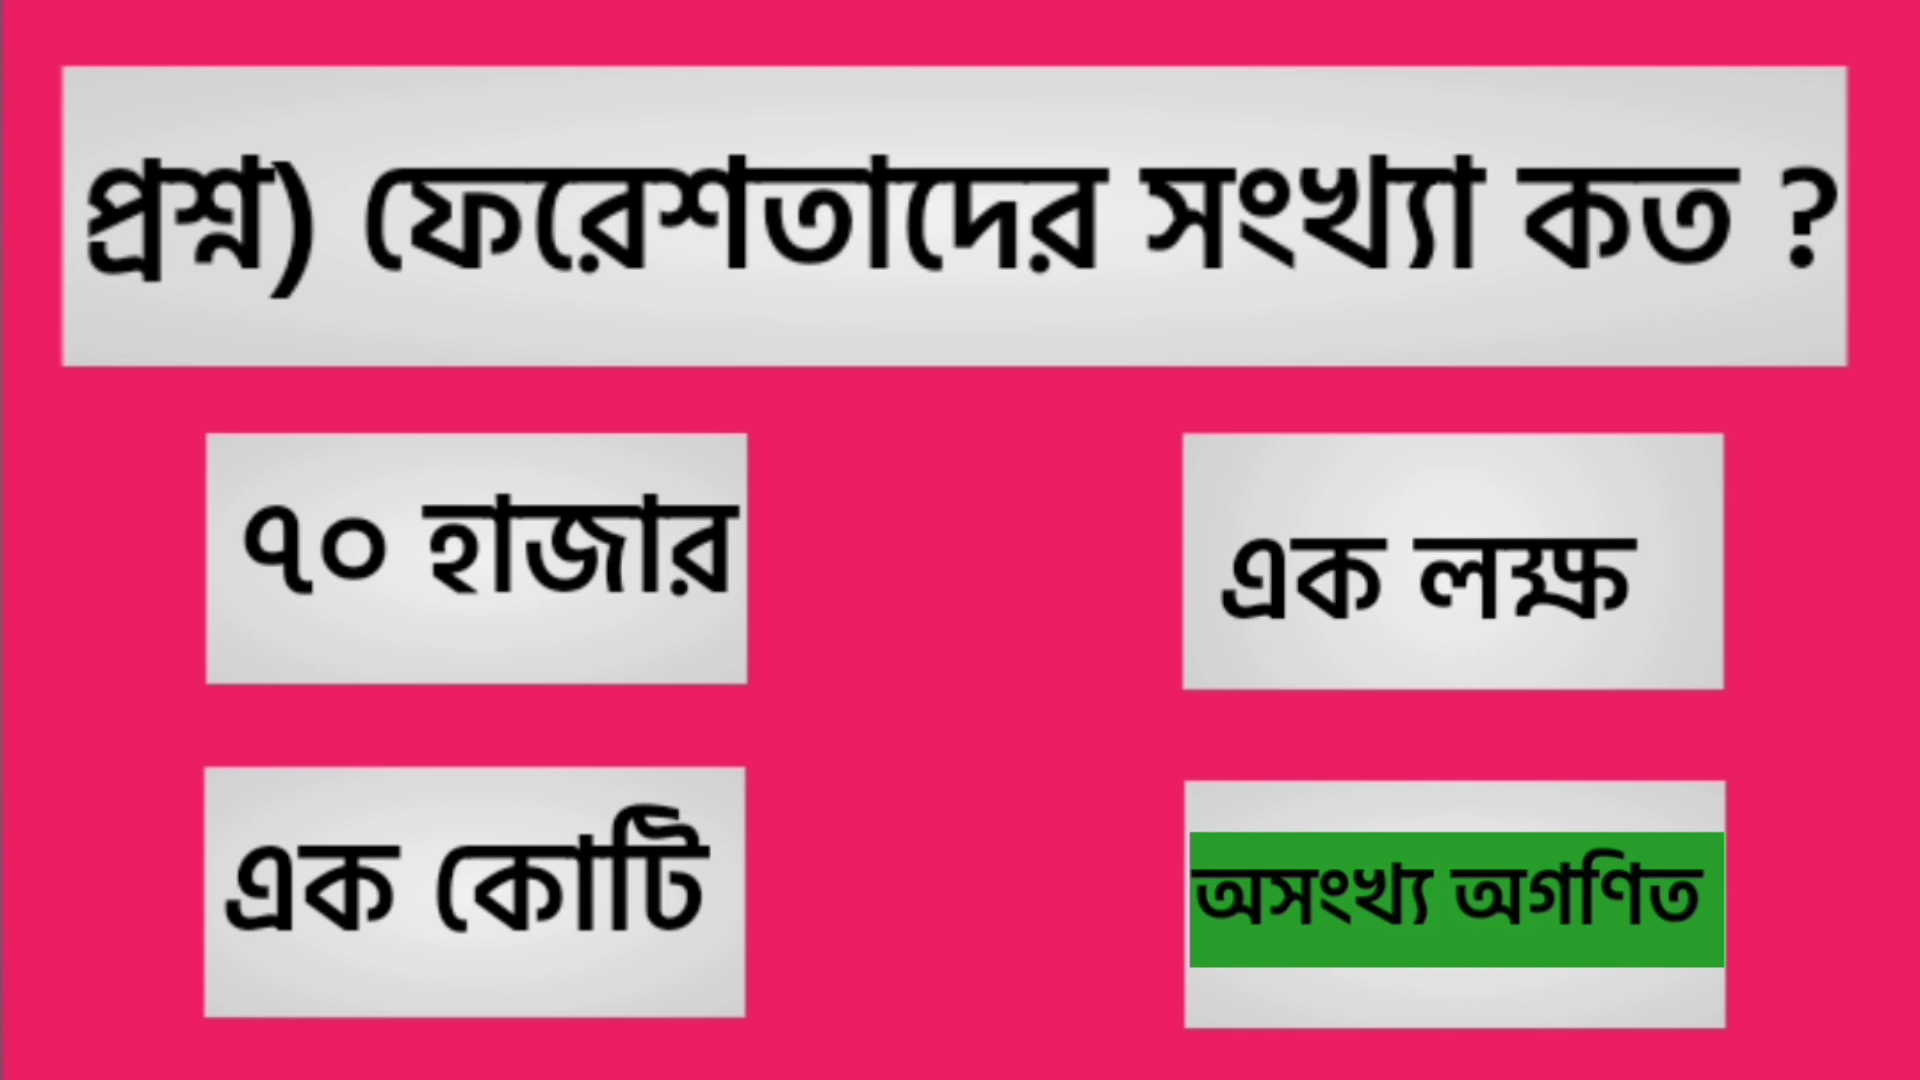 প্রশ্ন) ফেরেশতাদের সংখ্যা কত ?
৭০ হাজার
এক লক্ষ
এক কোটি
অসংখ্য অগণিত